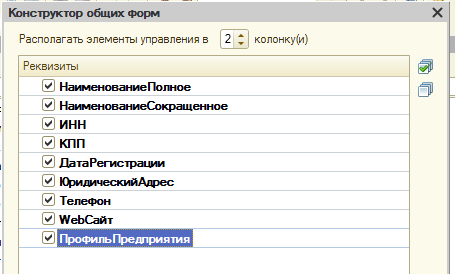 Конструктор общих форм
Располагать элементы управления в 2 колонку(и)
Реквизиты
НаименованиеПолное
НаименованиеСокращенное
ИНН
КПП
ДатаРегистрации
ЮридическийАдрес
Телефон
WebСайт
ПрофильПредприятия